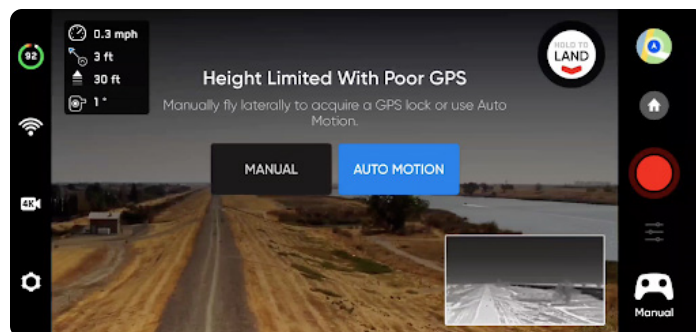 92
0.3 mph
3 ft
30 ft
1°
HOLD TO
LAND
Height Limited With Poor GPS
Manually fly laterally to acquire a GPS lock or use Auto
Motion.
MANUAL
AUTO MOTION
4K
Manual